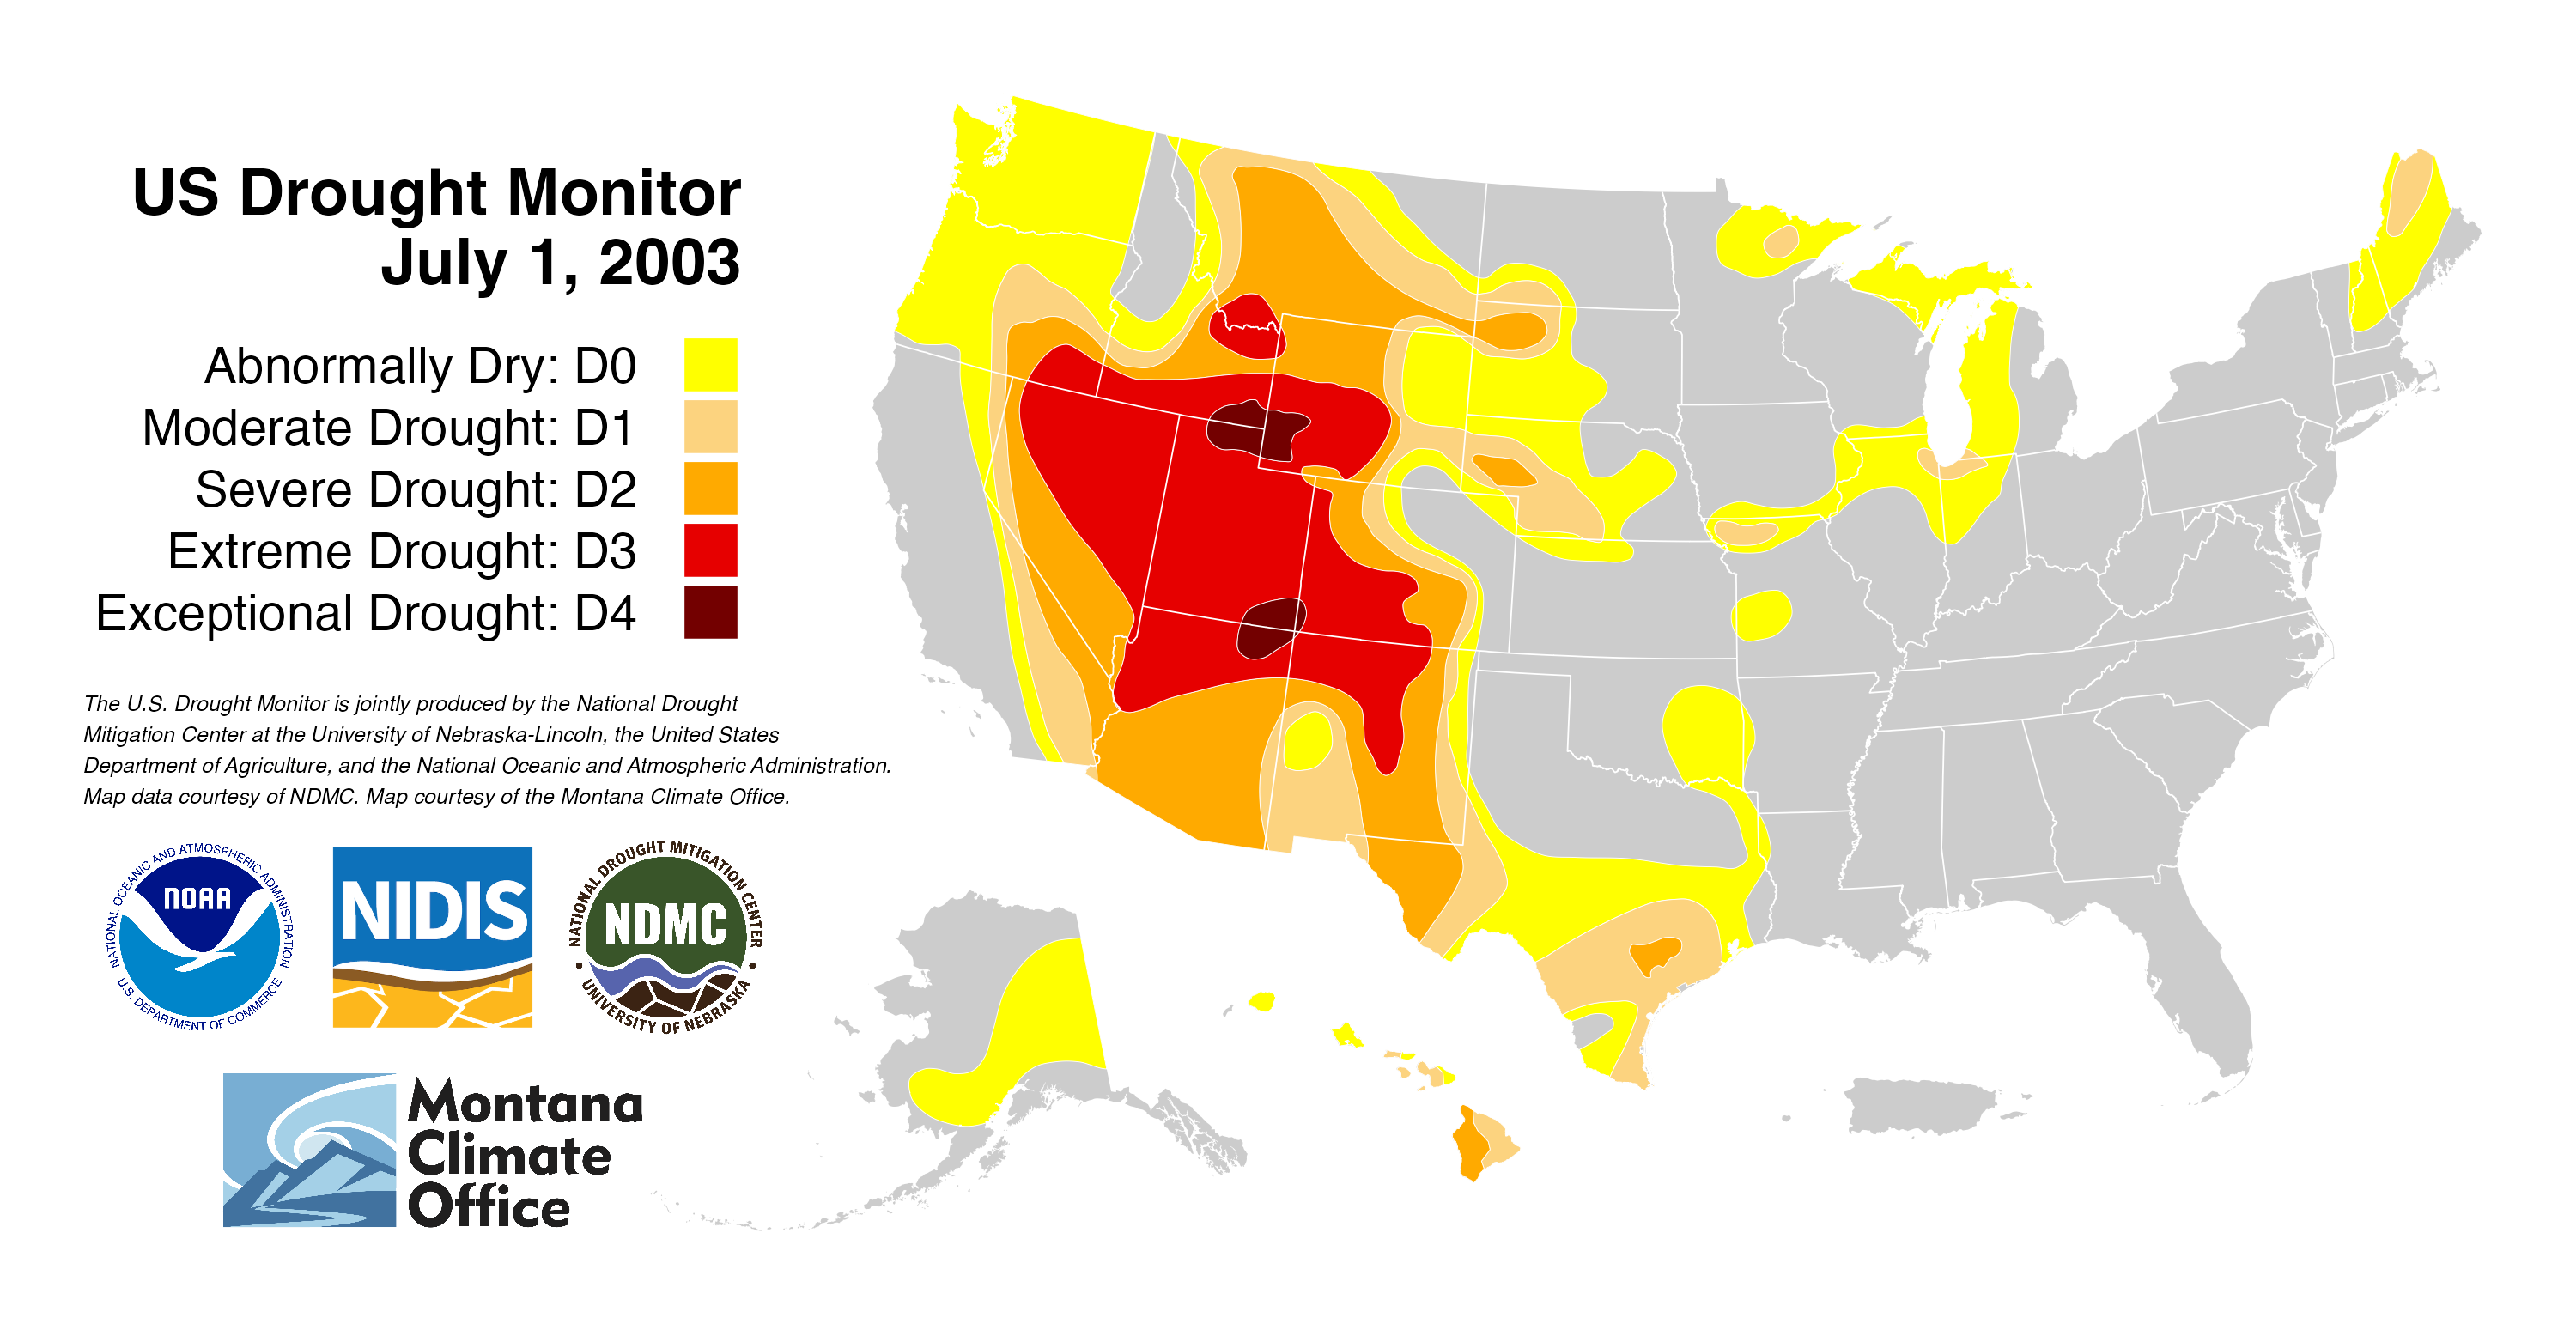 US Drought Monitor
July 1, 2003
Abnormally Dry: D0
Moderate Drought: D1
Severe Drought: D2
Extreme Drought: D3
Exceptional Drought: D4
The U.S. Drought Monitor is jointly produced by the National Drought
Mitigation Center at the University of Nebraska-Lincoln, the United States
Department of Agriculture, and the National Oceanic and Atmospheric Administration.
Map data courtesy of NDMC. Map courtesy of the Montana Climate Office.
NATIONAL OCEANIC AND ATMOSPHERIC ADMINISTRATION
NOAA
U.S. DEPARTMENT OF COMMERCE
NIDIS
NATIONAL DROUGHT MITIGATION CENTER
NDMC
UNIVERSITY OF NEBRASKA
Montana
Climate
Office